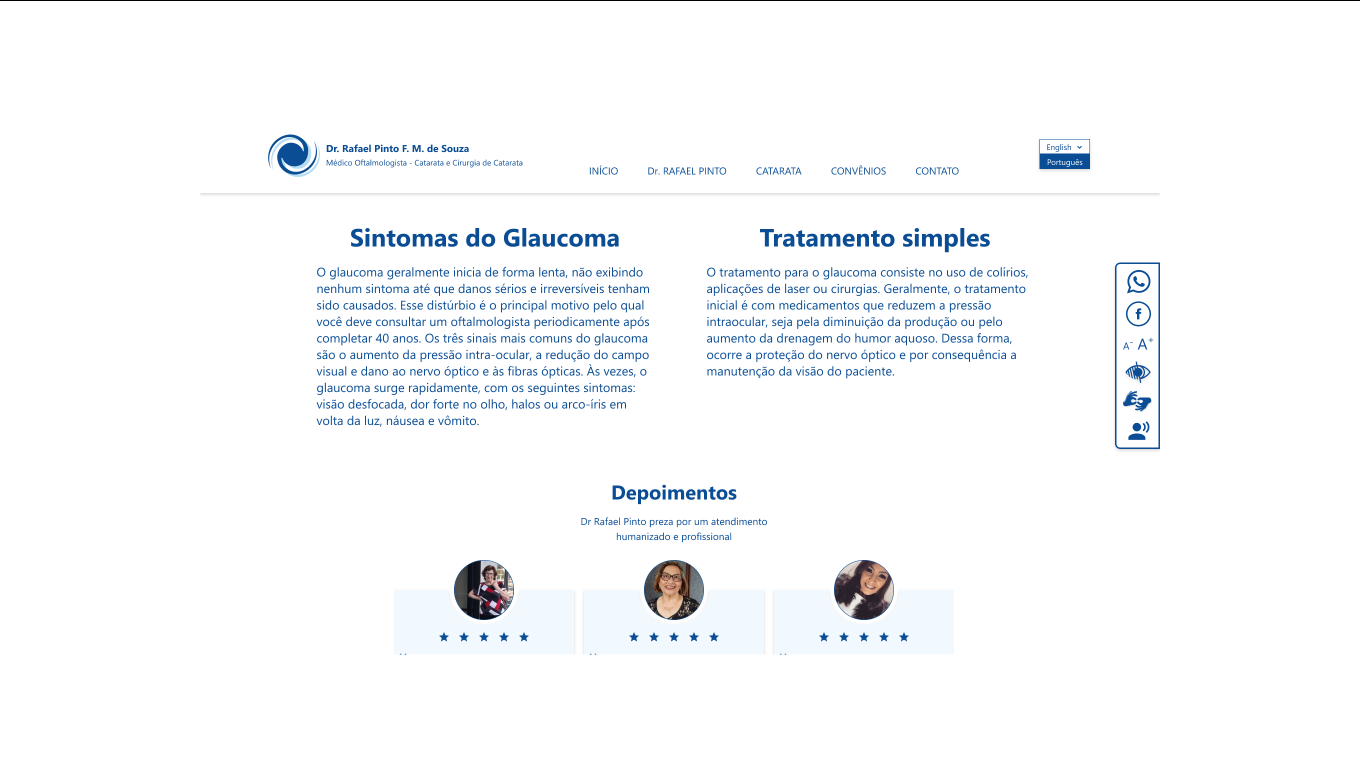 Dr. Rafael Pinto F. M. de Souza
Médico Oftalmologista - Catarata e Cirurgia de Catarata
INÍCIO
Dr. RAFAEL PINTO
CATARATA
CONVÊNIOS
CONTATO
English
Português
Sintomas do Glaucoma
O glaucoma geralmente inicia de forma lenta, não exibindo
nenhum sintoma até que danos sérios e irreversíveis tenham
sido causados. Esse distúrbio é o principal motivo pelo qual
você deve consultar um oftalmologista periodicamente após
completar 40 anos. Os três sinais mais comuns do glaucoma
são o aumento da pressão intra-ocular, a redução do campo
visual e dano ao nervo óptico e às fibras ópticas. Às vezes, o
glaucoma surge rapidamente, com os seguintes sintomas:
visão desfocada, dor forte no olho, halos ou arco-íris em
volta da luz, náusea e vômito.
Tratamento simples
O tratamento para o glaucoma consiste no uso de colírios,
aplicações de laser ou cirurgias. Geralmente, o tratamento
inicial é com medicamentos que reduzem a pressão
intraocular, seja pela diminuição da produção ou pelo
aumento da drenagem do humor aquoso. Dessa forma,
ocorre a proteção do nervo óptico e por consequência a
manutenção da visão do paciente.
A- A+
Depoimentos
Dr Rafael Pinto preza por um atendimento
humanizado e profissional